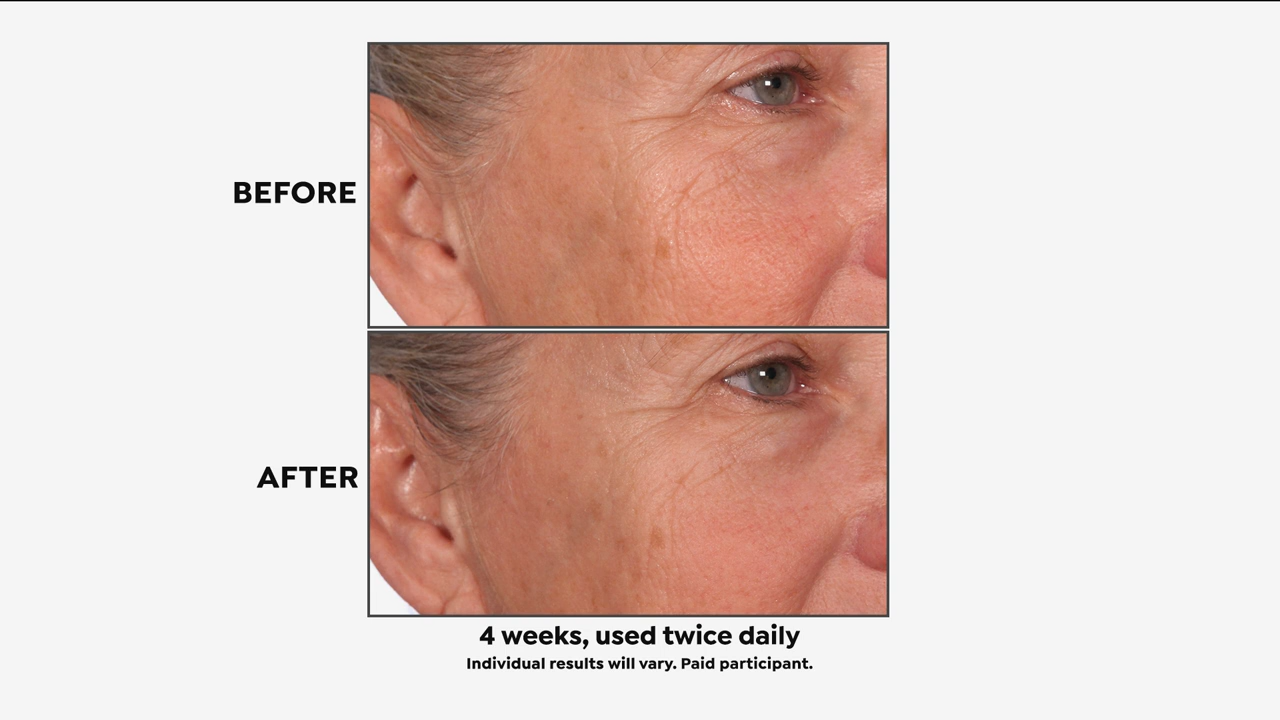 BEFORE
AFTER
4 weeks, used twice daily
Individual results will vary. Paid participant.